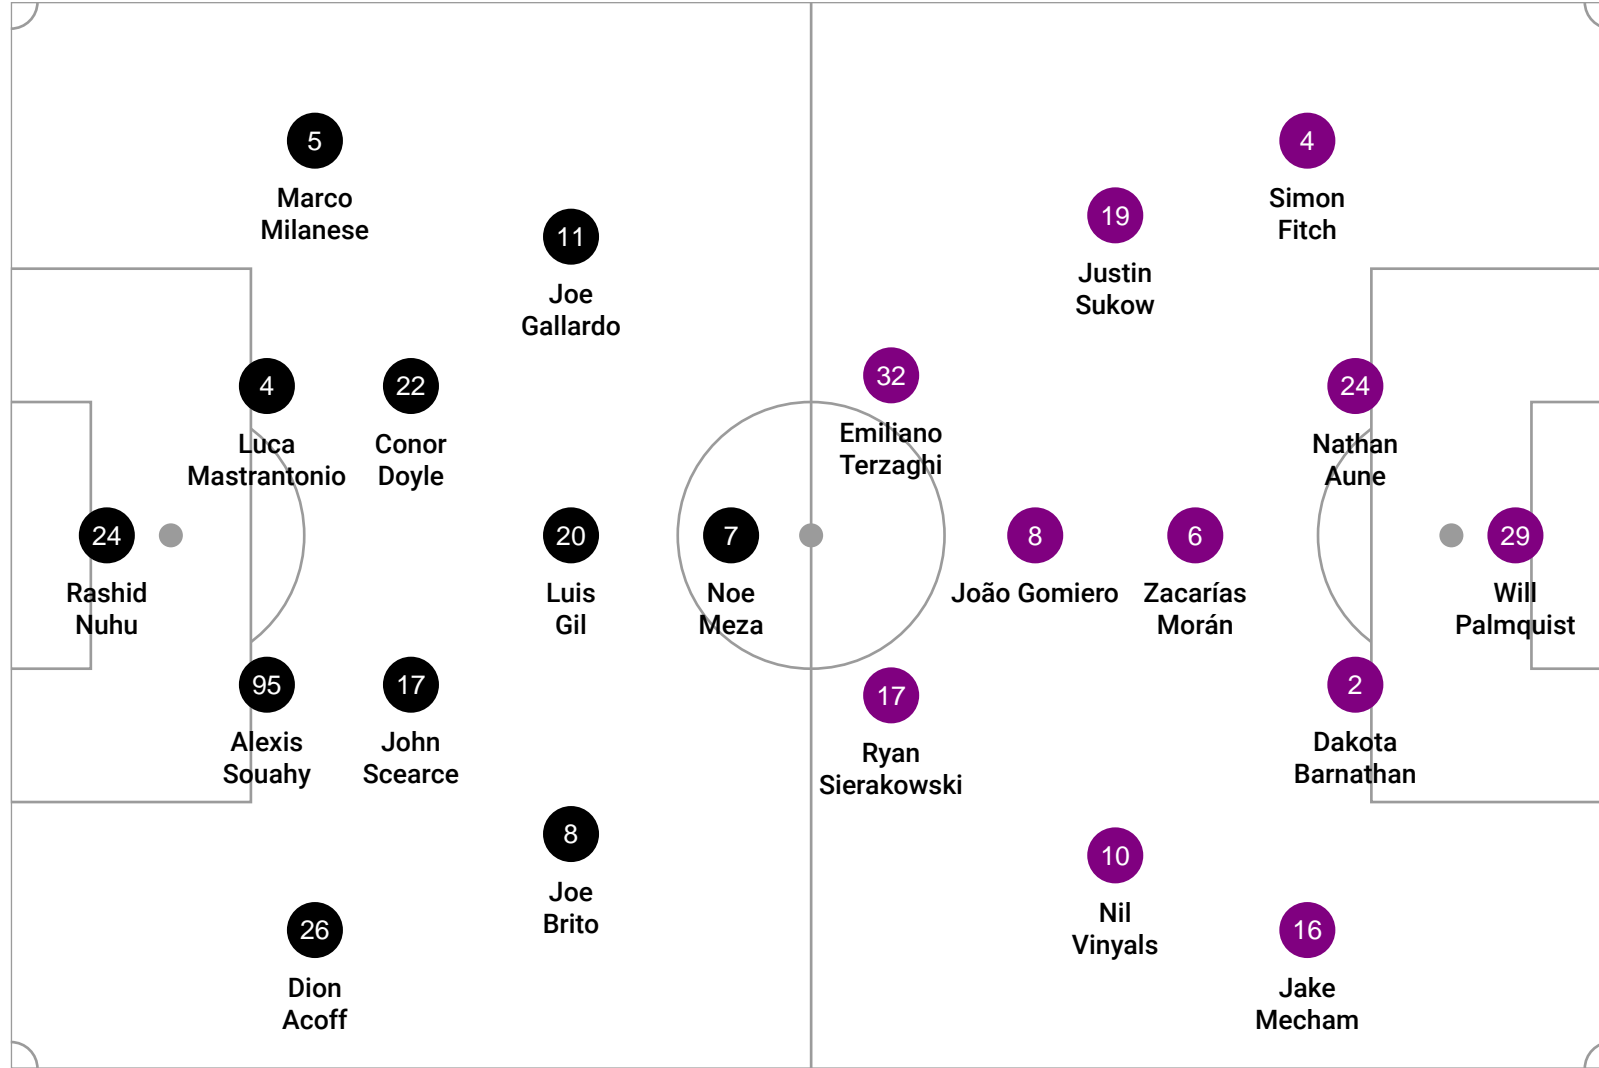 5
Marco
Milanese
11
Joe
Gallardo
4
Luca
Mastrantonio
22
Conor
Doyle
24
Rashid
Nuhu
20
Luis
Gil
7
Noe
Meza
95
Alexis
Souahy
17
John
Scearce
8
Joe
Brito
26
Dion
Acoff
4
Simon
Fitch
19
Justin
Sukow
32
Emiliano
Terzaghi
24
Nathan
Aune
8
João Gomiero
6
Zacarías
Morán
29
Will
Palmquist
17
Ryan
Sierakowski
2
Dakota
Barnathan
10
Nil
Vinyals
16
Jake
Mecham